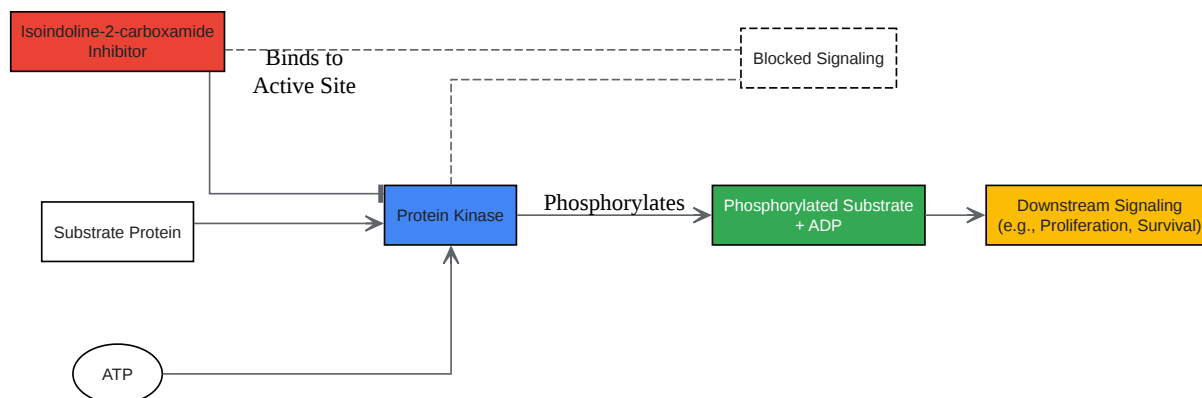 Isoindoline-2-carboxamide
Inhibitor
Binds to
Active Site
Blocked Signaling
Substrate Protein
Protein Kinase
Phosphorylates
Phosphorylated Substrate
+ ADP
Downstream Signaling
(e.g., Proliferation, Survival)
ATP